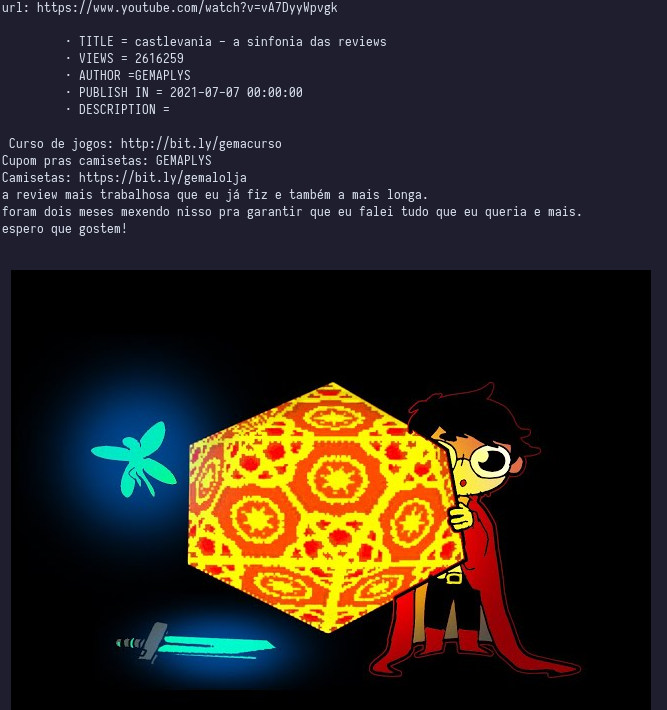 url: https://www.youtube.com/watch?v=vA7DyyWpvgk
· TITLE = castlevania - a sinfonia das reviews
· VIEWS = 2616259
· AUTHOR =GEMAPLYS
· PUBLISH IN = 2021-07-07 00:00:00
· DESCRIPTION =
Curso de jogos: http://bit.ly/gemacurso
Cupom pras camisetas: GEMAPLYS
Camisetas: https://bit.ly/gemalolja
a review mais trabalhosa que eu já fiz e também a mais longa.
foram dois meses mexendo nisso pra garantir que eu falei tudo que eu queria e mais.
espero que gostem!